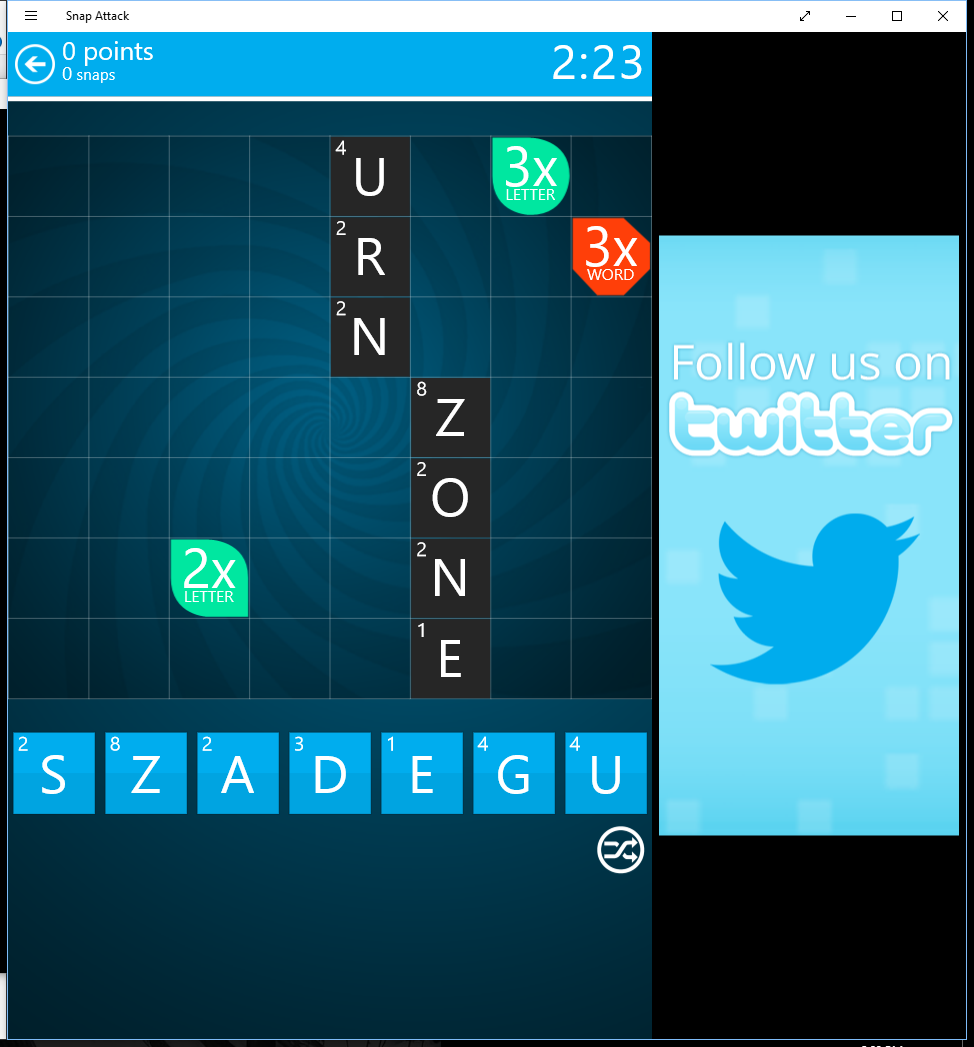 Snap Attack
0 points
0 snaps
2:23
4 U
3x
LETTER
2 R
3x
WORD
2 N
8 Z
2 O
2x
LETTER
2 N
1 E
2 S 8 Z 2 A 3 D 1 E 4 G 4 U
Follow us on
twitter